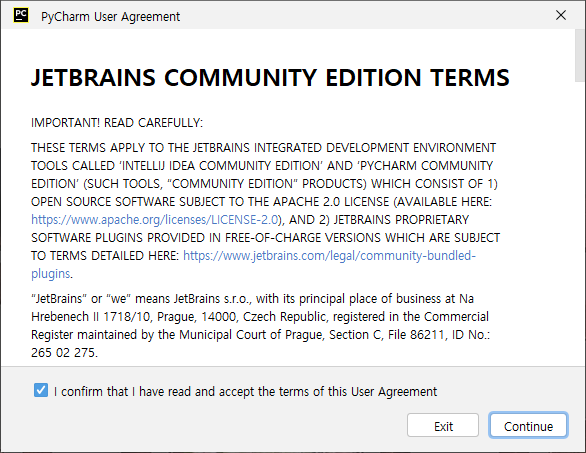 PC
PyCharm User Agreement
JETBRAINS COMMUNITY EDITION TERMS
IMPORTANT! READ CAREFULLY:
THESE TERMS APPLY TO THE JETBRAINS INTEGRATED DEVELOPMENT ENVIRONMENT
TOOLS CALLED ‘INTELLIJ IDEA COMMUNITY EDITION’ AND ‘PYCHARM COMMUNITY
EDITION’ (SUCH TOOLS, “COMMUNITY EDITION” PRODUCTS) WHICH CONSIST OF 1)
OPEN SOURCE SOFTWARE SUBJECT TO THE APACHE 2.0 LICENSE (AVAILABLE HERE:
https://www.apache.org/licenses/LICENSE-2.0), AND 2) JETBRAINS PROPRIETARY
SOFTWARE PLUGINS PROVIDED IN FREE-OF-CHARGE VERSIONS WHICH ARE SUBJECT
TO TERMS DETAILED HERE: https://www.jetbrains.com/legal/community-bundled-
plugins.
“JetBrains” or “we” means JetBrains s.r.o., with its principal place of business at Na
Hrebenech II 1718/10, Prague, 14000, Czech Republic, registered in the Commercial
Register maintained by the Municipal Court of Prague, Section C, File 86211, ID No.:
265 02 275.
I confirm that I have read and accept the terms of this User Agreement
Exit
Continue